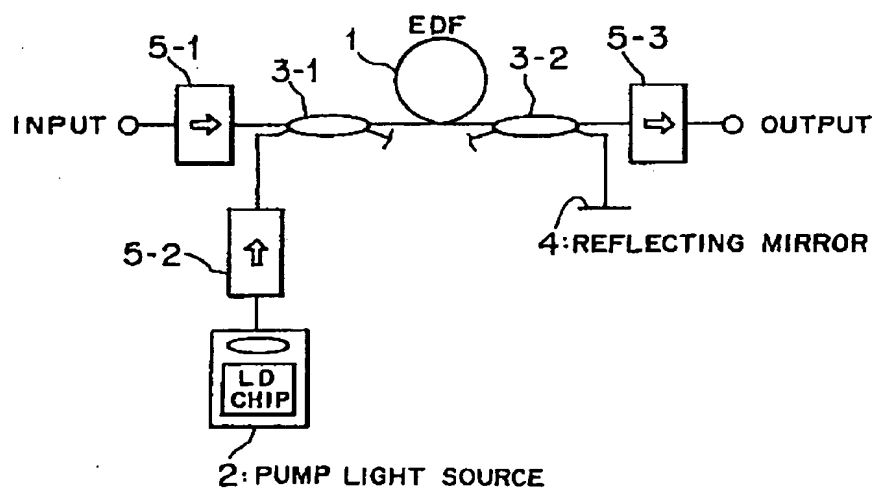 EDF
1
5-1
3-1
3-2
5-3
INPUT
OUTPUT
4:REFLECTING MIRROR
5-2
LD
CHIP
2:PUMP LIGHT SOURCE